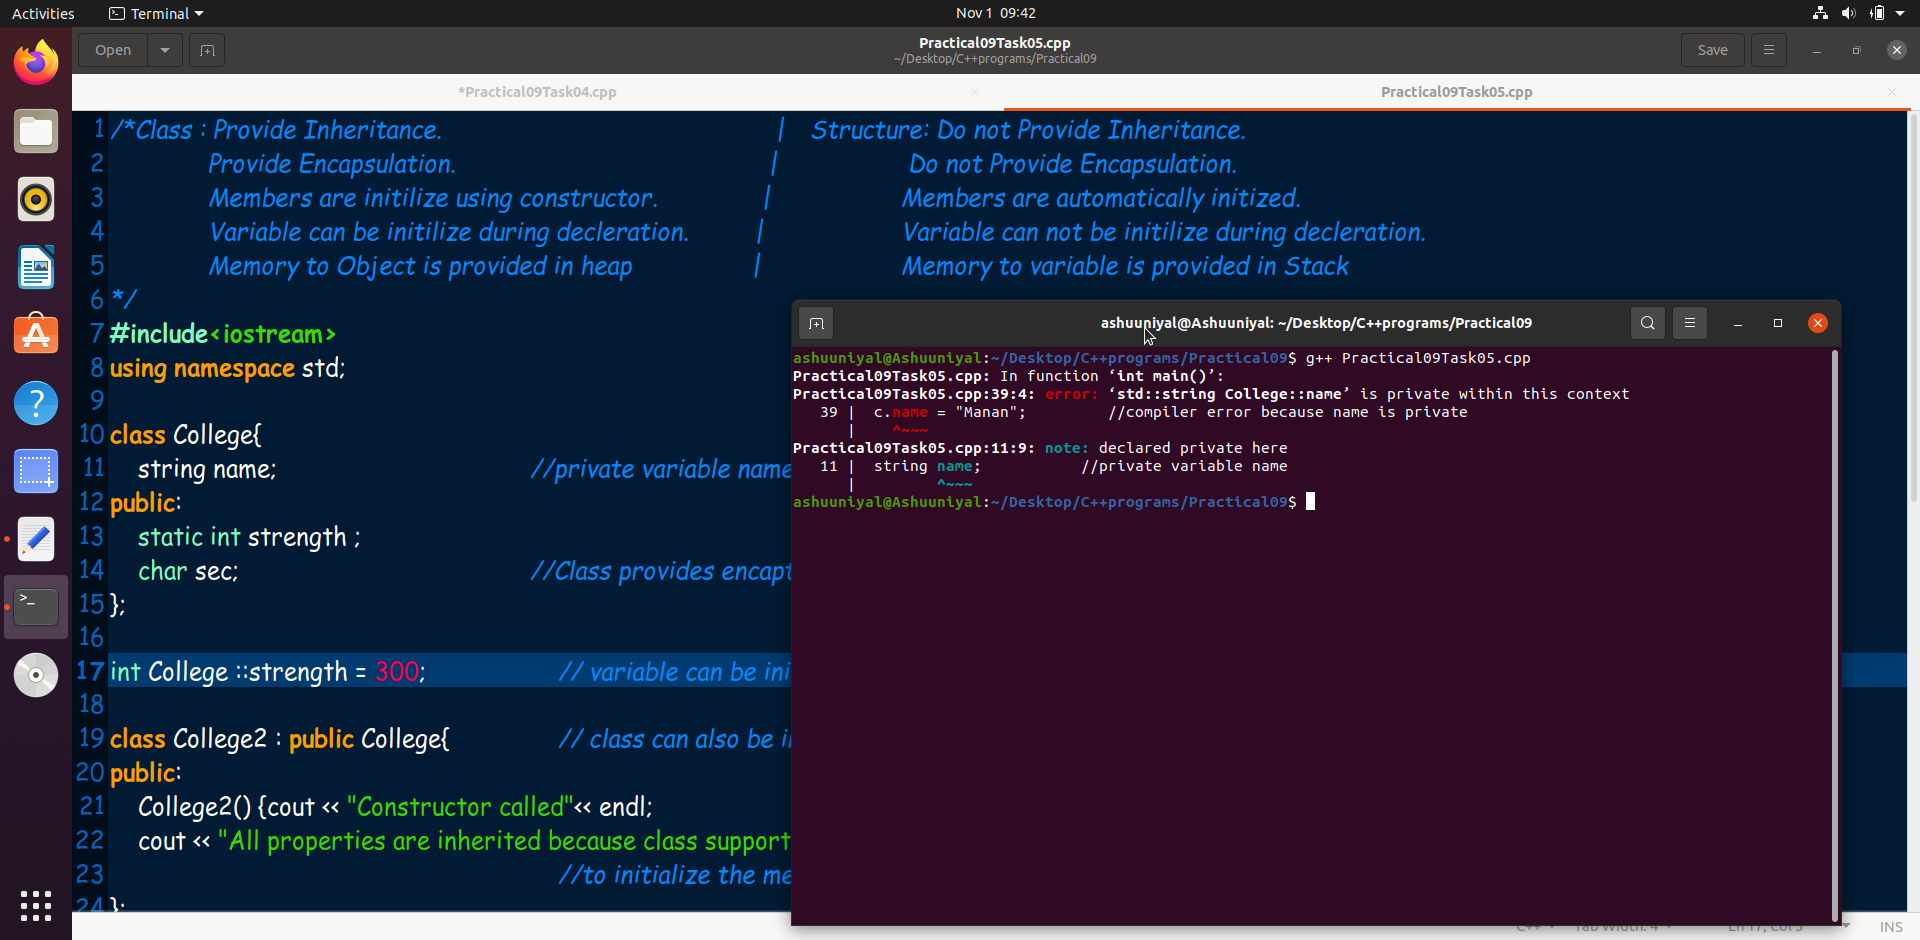 Activities Terminal Nov 1 09:42
Open Practical09Task05.cpp Save
~/Desktop/C++programs/Practical09
*Practical09Task04.cpp Practical09Task05.cpp
1 /*Class : Provide Inheritance. | Structure: Do not Provide Inheritance.
2 Provide Encapsulation. | Do not Provide Encapsulation.
3 Members are initilize using constructor. | Members are automatically initized.
4 Variable can be initilize during decleration. | Variable can not be initilize during decleration.
5 Memory to Object is provided in heap | Memory to variable is provided in Stack
6 */
7 #include<iostream>
8 using namespace std;
9
10 class College{
11 string name; //private variable name
12 public:
13 static int strength ;
14 char sec; //Class provides encapt
15 };
16
17 int College ::strength = 300; // variable can be ini
18
19 class College2 : public College{ // class can also be i
20 public:
21 College2() {cout << "Constructor called"<< endl;
22 cout << "All properties are inherited because class support
23 //to initialize the me
24 };
ashuuniyal@Ashuuniyal: ~/Desktop/C++programs/Practical09
ashuuniyal@Ashuuniyal:~/Desktop/C++programs/Practical09$ g++ Practical09Task05.cpp
Practical09Task05.cpp: In function ‘int main()’:
Practical09Task05.cpp:39:4: error: ‘std::string College::name’ is private within this context
39 | c.name = "Manan"; //compiler error because name is private
| ^~~~
Practical09Task05.cpp:11:9: note: declared private here
11 | string name; //private variable name
| ^~~~
ashuuniyal@Ashuuniyal:~/Desktop/C++programs/Practical09$
C++ Tab Width: 4 Ln 17, Col 5 INS